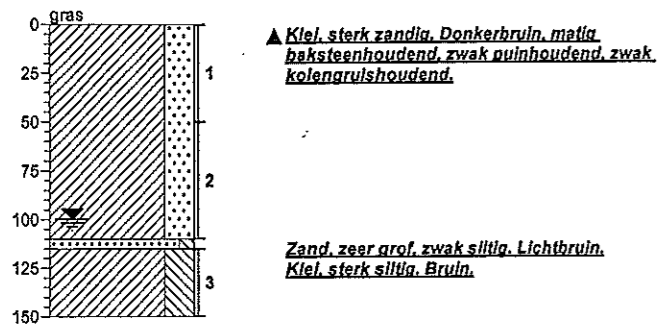 gras
0
Klei, sterk zandig. Donkerbruin, matig
baksteenhoudend, zwak puinhoudend, zwak
kolengruishoudend.
25
1
50
75
2
100
Zand, zeer grof, zwak siltig. Lichtbruin.
Klei, sterk siltig. Bruin.
125
3
150